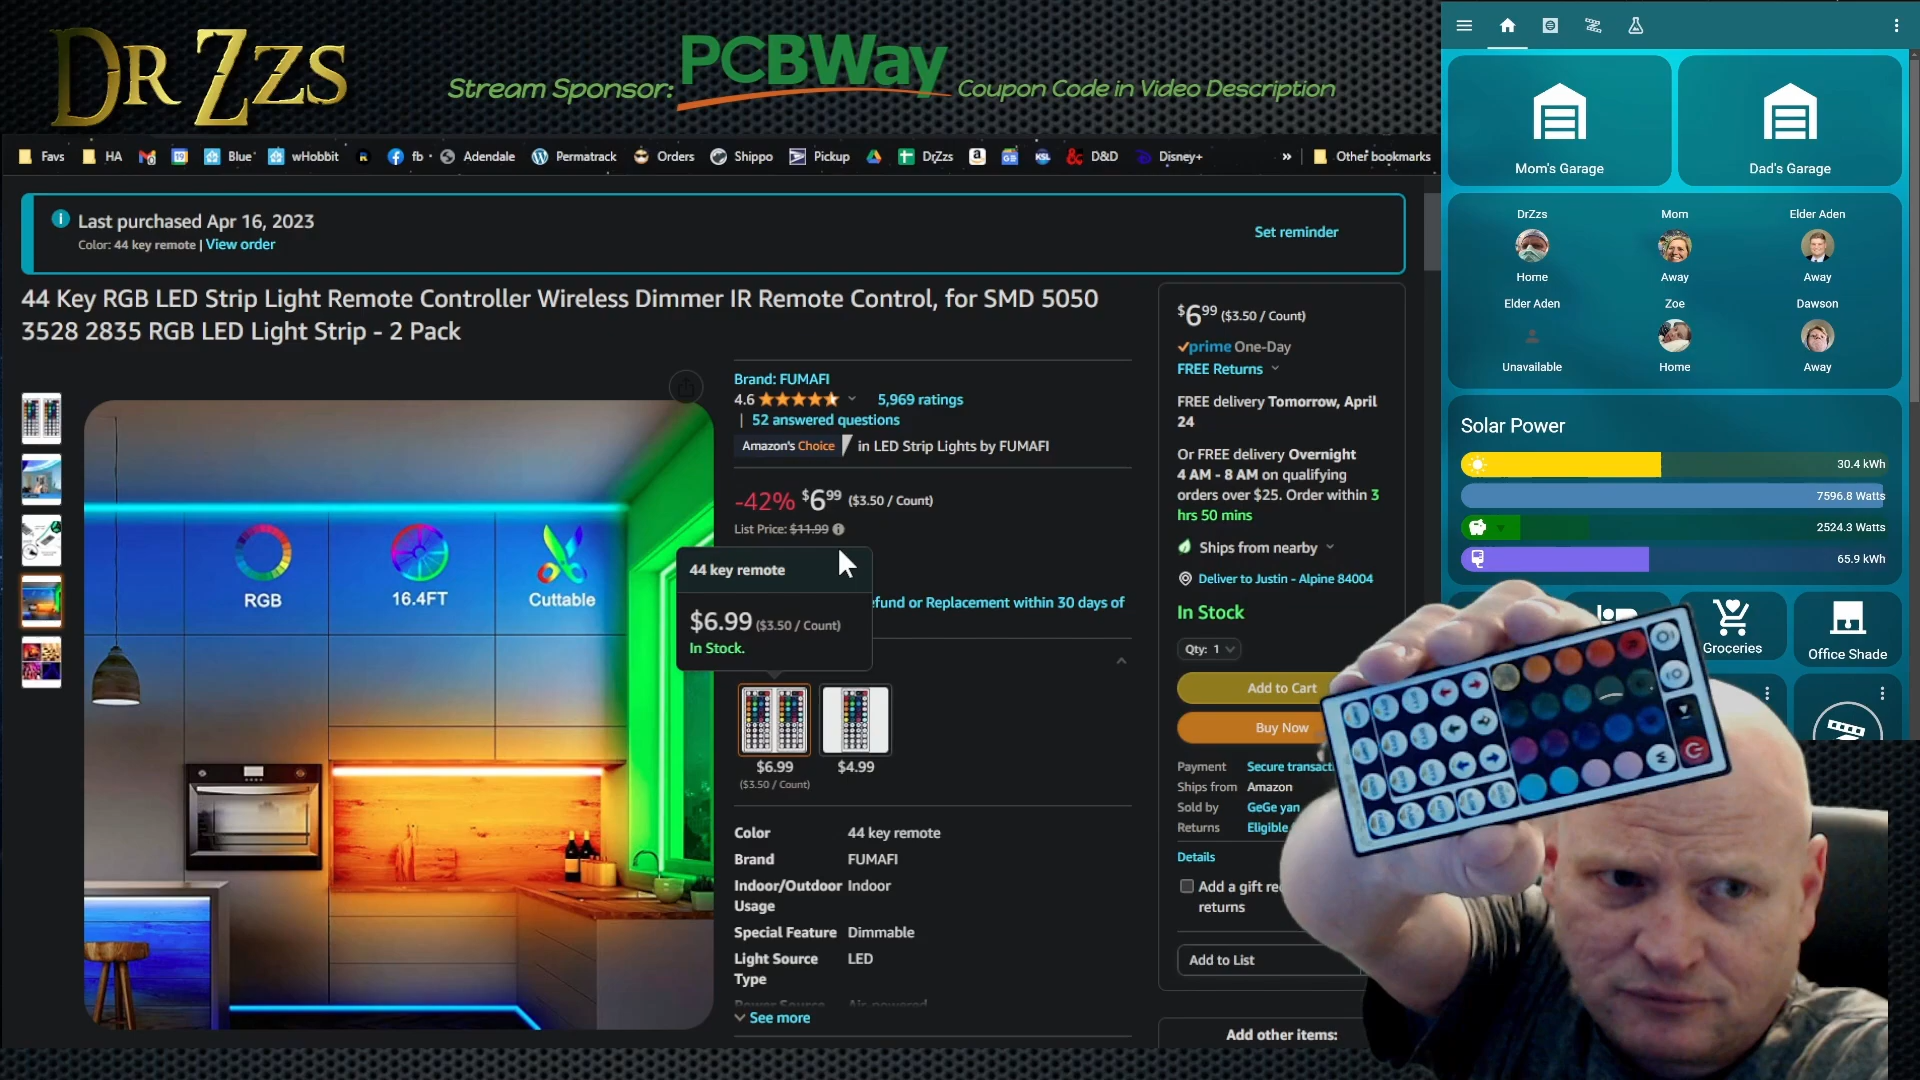 DR ZZS
Stream Sponsor: PCBWay Coupon Code in Video Description
Favs
HA
Blue
wHobbit
fb
Adendale
Permatrack
Orders
Shippo
Pickup
DrZzs
D&D
Disney+
»
Other bookmarks
Last purchased Apr 16, 2023
Color: 44 key remote | View order
Set reminder
44 Key RGB LED Strip Light Remote Controller Wireless Dimmer IR Remote Control, for SMD 5050
3528 2835 RGB LED Light Strip - 2 Pack
RGB
16.4FT
Cuttable
Brand: FUMAFI
4.6
5,969 ratings
| 52 answered questions
Amazon's Choice in LED Strip Lights by FUMAFI
-42% $6.99 ($3.50 / Count)
List Price: $11.99
44 key remote
$6.99 ($3.50 / Count)
In Stock.
efund or Replacement within 30 days of
$6.99
($3.50 / Count)
$4.99
Color 44 key remote
Brand FUMAFI
Indoor/Outdoor Indoor
Usage
Special Feature Dimmable
Light Source LED
Type
Power Source Air-powered
See more
$6.99 ($3.50 / Count)
prime One-Day
FREE Returns
FREE delivery Tomorrow, April
24
Or FREE delivery Overnight
4 AM - 8 AM on qualifying
orders over $25. Order within 3
hrs 50 mins
Ships from nearby
Deliver to Justin - Alpine 84004
In Stock
Qty: 1
Add to Cart
Buy Now
Payment Secure transact
Ships from Amazon
Sold by GeGe yan
Returns Eligible
Details
Add a gift re
returns
Add to List
Add other items:
Mom's Garage
Dad's Garage
DrZzs
Mom
Elder Aden
Home
Away
Away
Elder Aden
Zoe
Dawson
Unavailable
Home
Away
Solar Power
30.4 kWh
7596.8 Watts
2524.3 Watts
65.9 kWh
Groceries
Office Shade
W